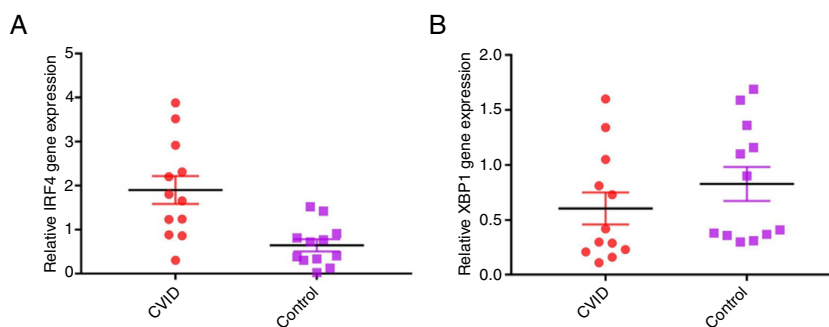 A
Relative IRF4 gene expression
5
4
3
2
1
0
CVID
Control
B
Relative XBP1 gene expression
2.0
1.5
1.0
0.5
0.0
CVID
Control